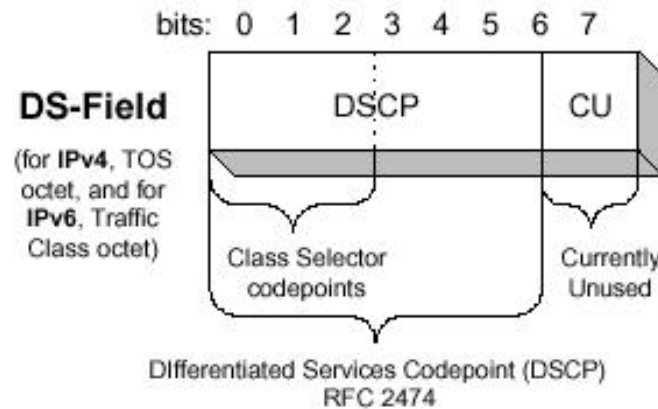 bits: 0 1 2 3 4 5 6 7
DS-Field
(for IPv4, TOS
octet, and for
IPv6, Traffic
Class octet)
DSCP
CU
Class Selector
codepoints
Currently
Unused
DIfferentiated Services Codepoint (DSCP)
RFC 2474